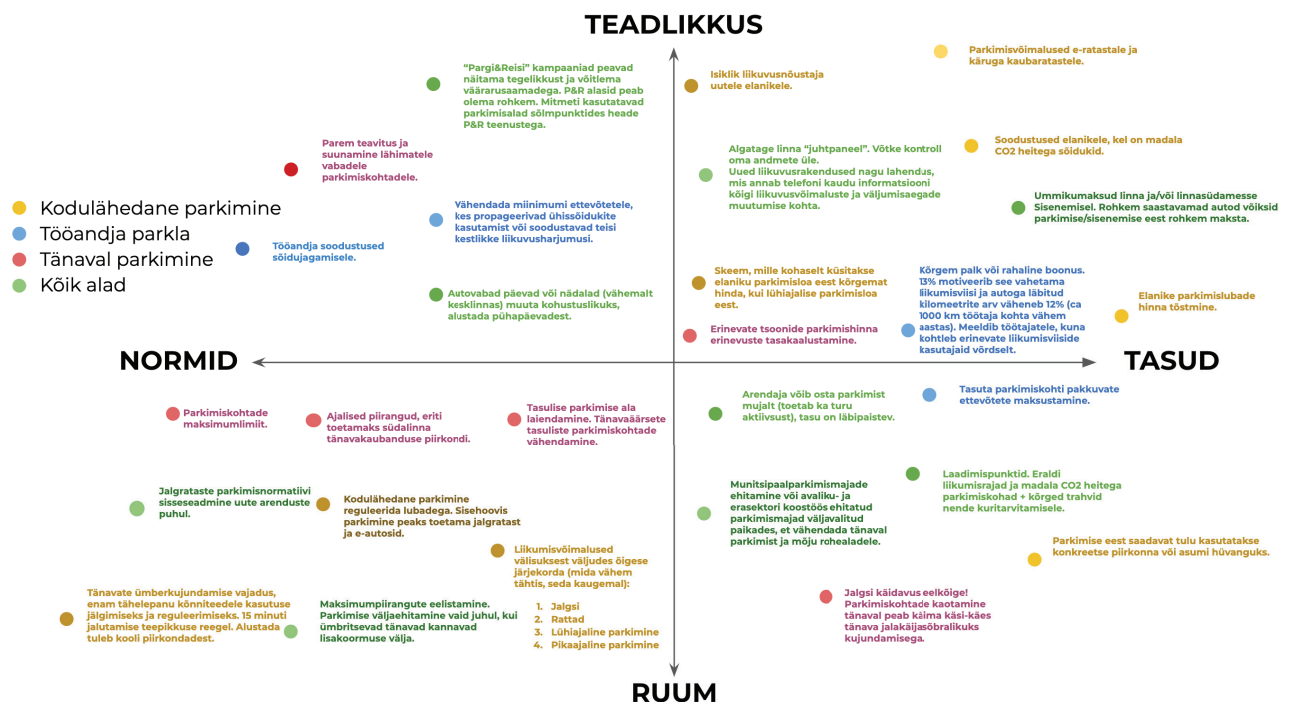 TEADLIKKUS
“Pargi&Reisi” kampaaniad peavad
näitama tegelikkust ja võitlema
väärarusaamadega. P&R alasid peab
olema rohkem. Mitmeti kasutatavad
parkimisalad sõlmpunktides heade
P&R teenustega.
Isiklik liikuvusnõustaja
uutele elanikele.
Parkimisvõimalused e-ratastale ja
käruga kaubaratastele.
Parem teavitus ja
suunamine lähimatele
vabadele
parkimiskohtadele.
Algatage linna “juhtpaneel”. Võtke kontroll
oma andmete üle.
Uued liikuvusrakendused nagu lahendus,
mis annab telefoni kaudu informatsiooni
kõigi liikuvusvõimaluste ja väljumisaegade
muutumise kohta.
Soodustused elanikele, kel on madala
CO2 heitega sõidukid.
Ummikumaksud linna ja/või linnasüdamesse
Sisenemisel. Rohkem saastavamad autod võiksid
parkimise/sisenemise eest rohkem maksta.
Kodulähedane parkimine
Tööandja parkla
Tänaval parkimine
Kõik alad
Vähendada miinimumi ettevõtetele,
kes propageerivad ühissõidukite
kasutamist või soodustavad teisi
kestlikke liikuvusharjumusi.
Tööandja soodustused
sõidujagamisele.
Autovabad päevad või nädalad (vähemalt
kesklinnas) muuta kohustuslikuks,
alustada pühapäevadest.
Skeem, mille kohaselt küsitakse
elaniku parkimisloa eest kõrgemat
hinda, kui lühiajalise parkimisloa
eest.
Kõrgem palk või rahaline boonus.
13% motiveerib see vahetama
liikumisviisi ja autoga läbitud
kilomeetrite arv väheneb 12% (ca
1000 km töötaja kohta vähem
aastas). Meeldib töötajatele, kuna
kohtleb erinevate liikumisviiside
kasutajaid võrdselt.
Elanike parkimislubade
hinna tõstmine.
Erinevate tsoonide parkimishinna
erinevuste tasakaalustamine.
NORMID
TASUD
Parkimiskohtade
maksimumlimiit.
Ajalised piirangud, eriti
toetamaks südalinna
tänavakaubanduse piirkondi.
Tasulise parkimise ala
laiendamine. Tänavaäärsete
tasuliste parkimiskohtade
vähendamine.
Arendaja võib osta parkimist
mujalt (toetab ka turu
aktiivsust), tasu on läbipaistev.
Tasuta parkimiskohti pakkuvate
ettevõtete maksustamine.
Jalgrataste parkimisnormatiivi
sisseseadmine uute arenduste
puhul.
Kodulähedane parkimine
reguleerida lubadega. Sisehoovis
parkimine peaks toetama jalgratast
ja e-autosid.
Munitsipaalparkimismajade
ehitamine või avaliku- ja
erasektori koostöös ehitatud
parkimismajad väljavalitud
paikades, et vähendada tänaval
parkimist ja mõju rohealadele.
Laadimispunktid. Eraldi
liikumisrajad ja madala CO2 heitega
parkimiskohad + kõrged trahvid
nende kuritarvitamisele.
Parkimise eest saadavat tulu kasutatakse
konkreetse piirkonna või asumi hüvanguks.
Liikumisvõimalused
välisuksest väljudes õigese
järjekorda (mida vähem
tähtis, seda kaugemal):
1. Jalgsi
2. Rattad
3. Lühiajaline parkimine
4. Pikaajaline parkimine
Tänavate ümberkujundamise vajadus,
enam tähelepanu kõnniteedele kasutuse
jälgimiseks ja reguleerimiseks. 15 minuti
jalutamise teepikkuse reegel. Alustada
tuleb kooli piirkondadest.
Maksimumpiirangute eelistamine.
Parkimise väljaehitamine vaid juhul, kui
ümbritsevad tänavad kannavad
lisakoormuse välja.
Jalgsi käidavus eelkõige!
Parkimiskohtade kaotamine
tänaval peab käima käsi-käes
tänava jalakäijasõbralikuks
kujundamisega.
RUUM